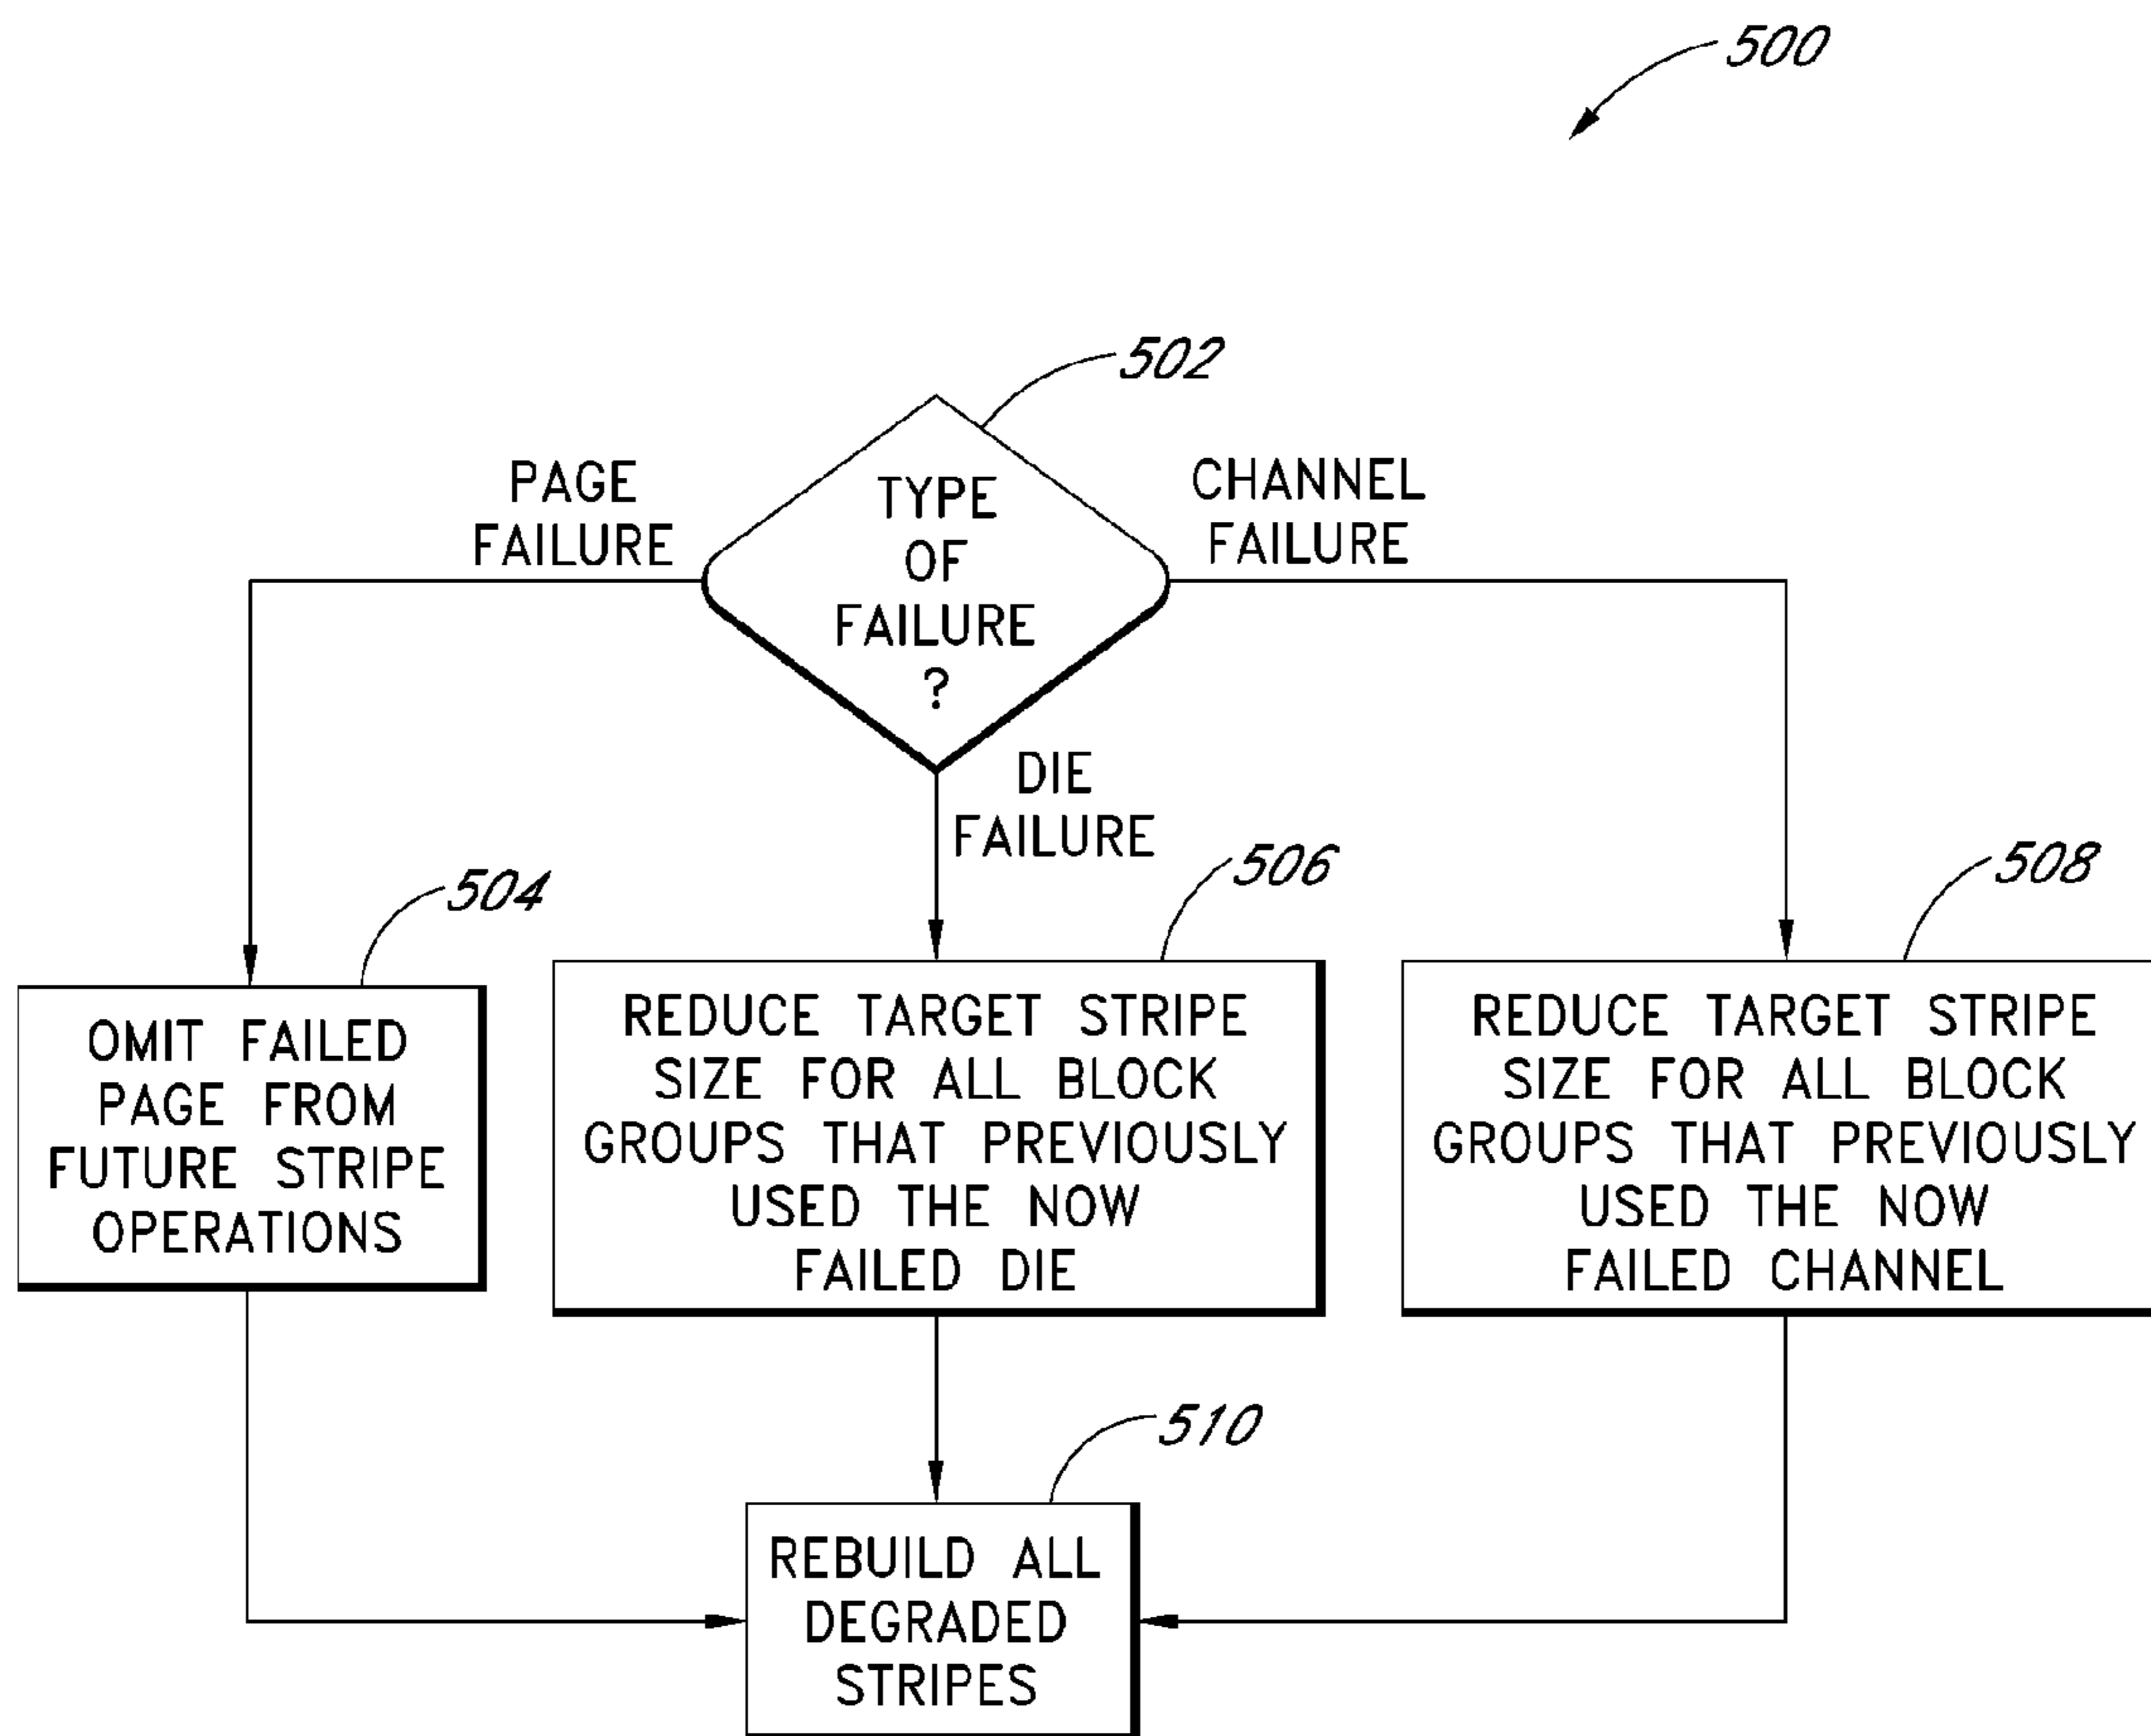 500
502
PAGE
FAILURE
TYPE
OF
FAILURE
?
CHANNEL
FAILURE
DIE
FAILURE
504
OMIT FAILED
PAGE FROM
FUTURE STRIPE
OPERATIONS
506
REDUCE TARGET STRIPE
SIZE FOR ALL BLOCK
GROUPS THAT PREVIOUSLY
USED THE NOW
FAILED DIE
508
REDUCE TARGET STRIPE
SIZE FOR ALL BLOCK
GROUPS THAT PREVIOUSLY
USED THE NOW
FAILED CHANNEL
510
REBUILD ALL
DEGRADED
STRIPES